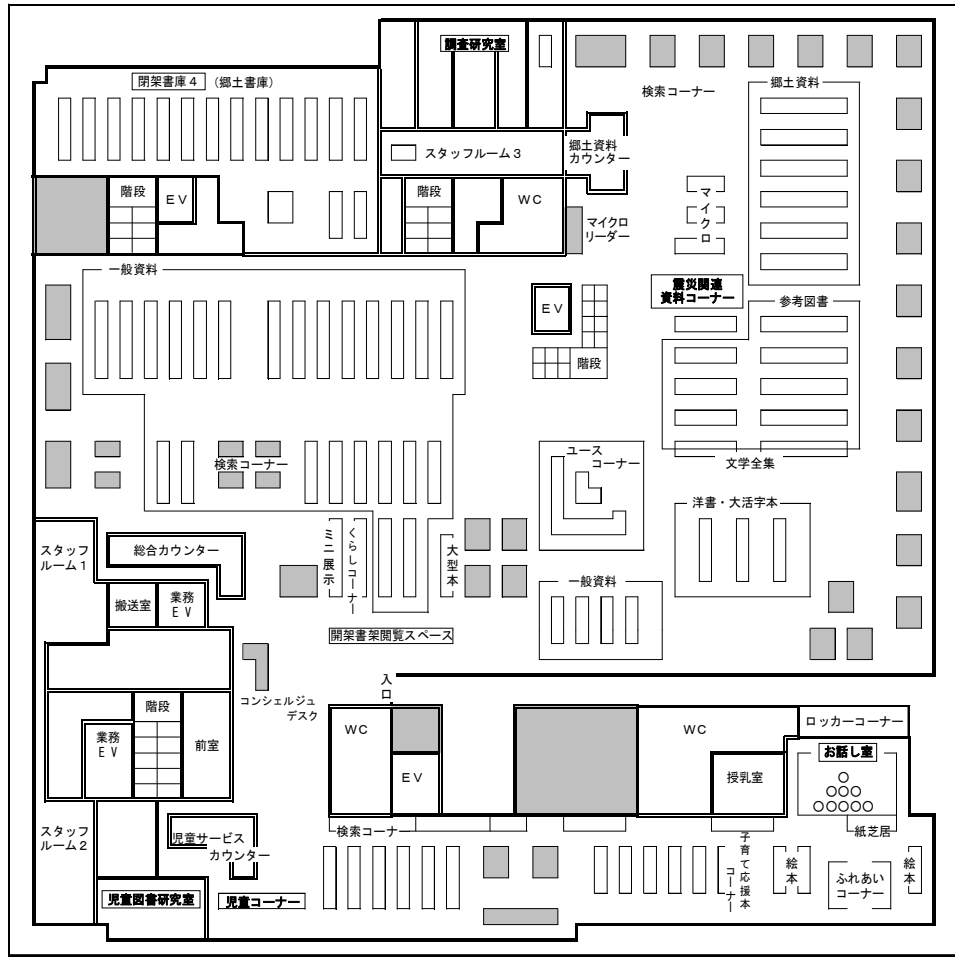 調査研究室
閉架書庫４（郷土書庫）
検索コーナー
郷土資料
スタッフルーム３
郷土資料
カウンター
階段
ＥＶ
階段
ＷＣ
マイクロ
リーダー
マイクロ
一般資料
震災関連
資料コーナー
参考図書
ＥＶ
階段
検索コーナー
ユース
コーナー
文学全集
洋書・大活字本
スタッフ
ルーム１
総合カウンター
ミニ展示
くらしコーナー
大型本
搬送室
業務
ＥＶ
一般資料
開架書架閲覧スペース
コンシェルジュ
デスク
入口
階段
業務
ＥＶ
前室
ＷＣ
ＥＶ
ＷＣ
ロッカーコーナー
お話し室
授乳室
紙芝居
スタッフ
ルーム２
児童サービス
カウンター
検索コーナー
子育て応援本
コーナー
絵本
ふれあい
コーナー
絵本
児童図書研究室
児童コーナー